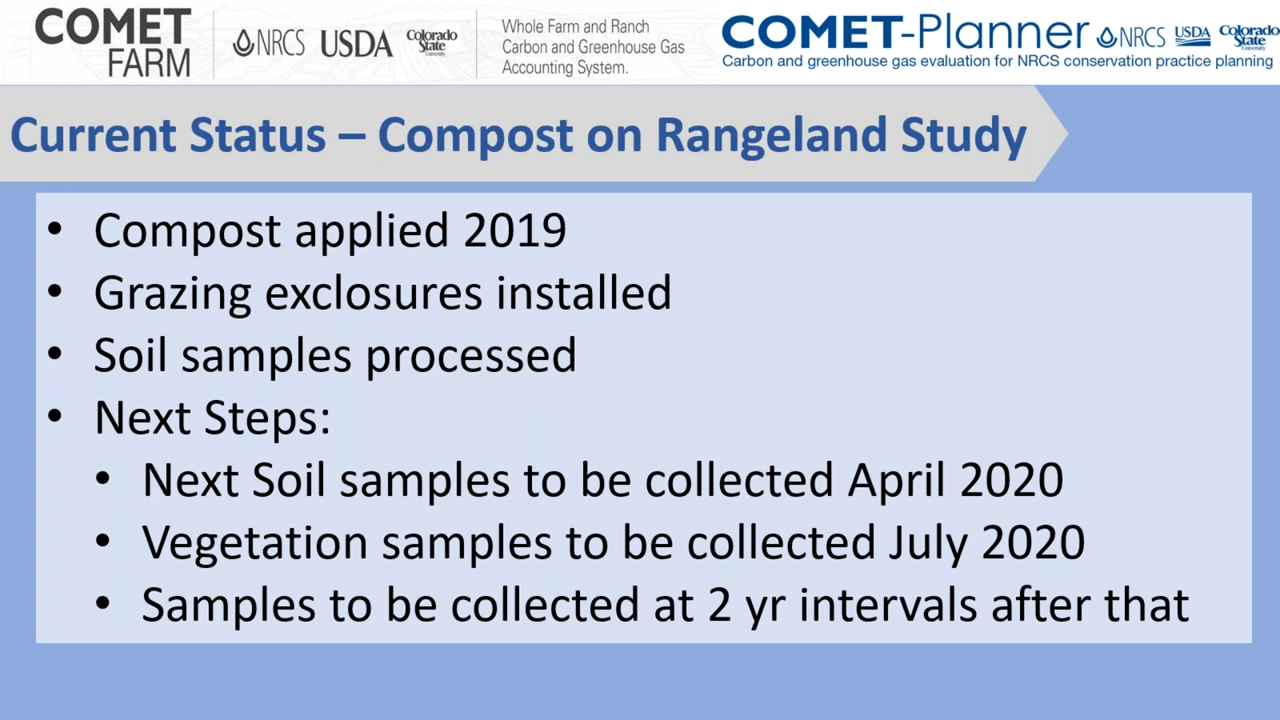 COMET
FARM
NRCS USDA Colorado State University
Whole Farm and Ranch
Carbon and Greenhouse Gas
Accounting System.
COMET-Planner NRCS USDA Colorado State University
Carbon and greenhouse gas evaluation for NRCS conservation practice planning
Current Status – Compost on Rangeland Study
• Compost applied 2019
• Grazing exclosures installed
• Soil samples processed
• Next Steps:
• Next Soil samples to be collected April 2020
• Vegetation samples to be collected July 2020
• Samples to be collected at 2 yr intervals after that